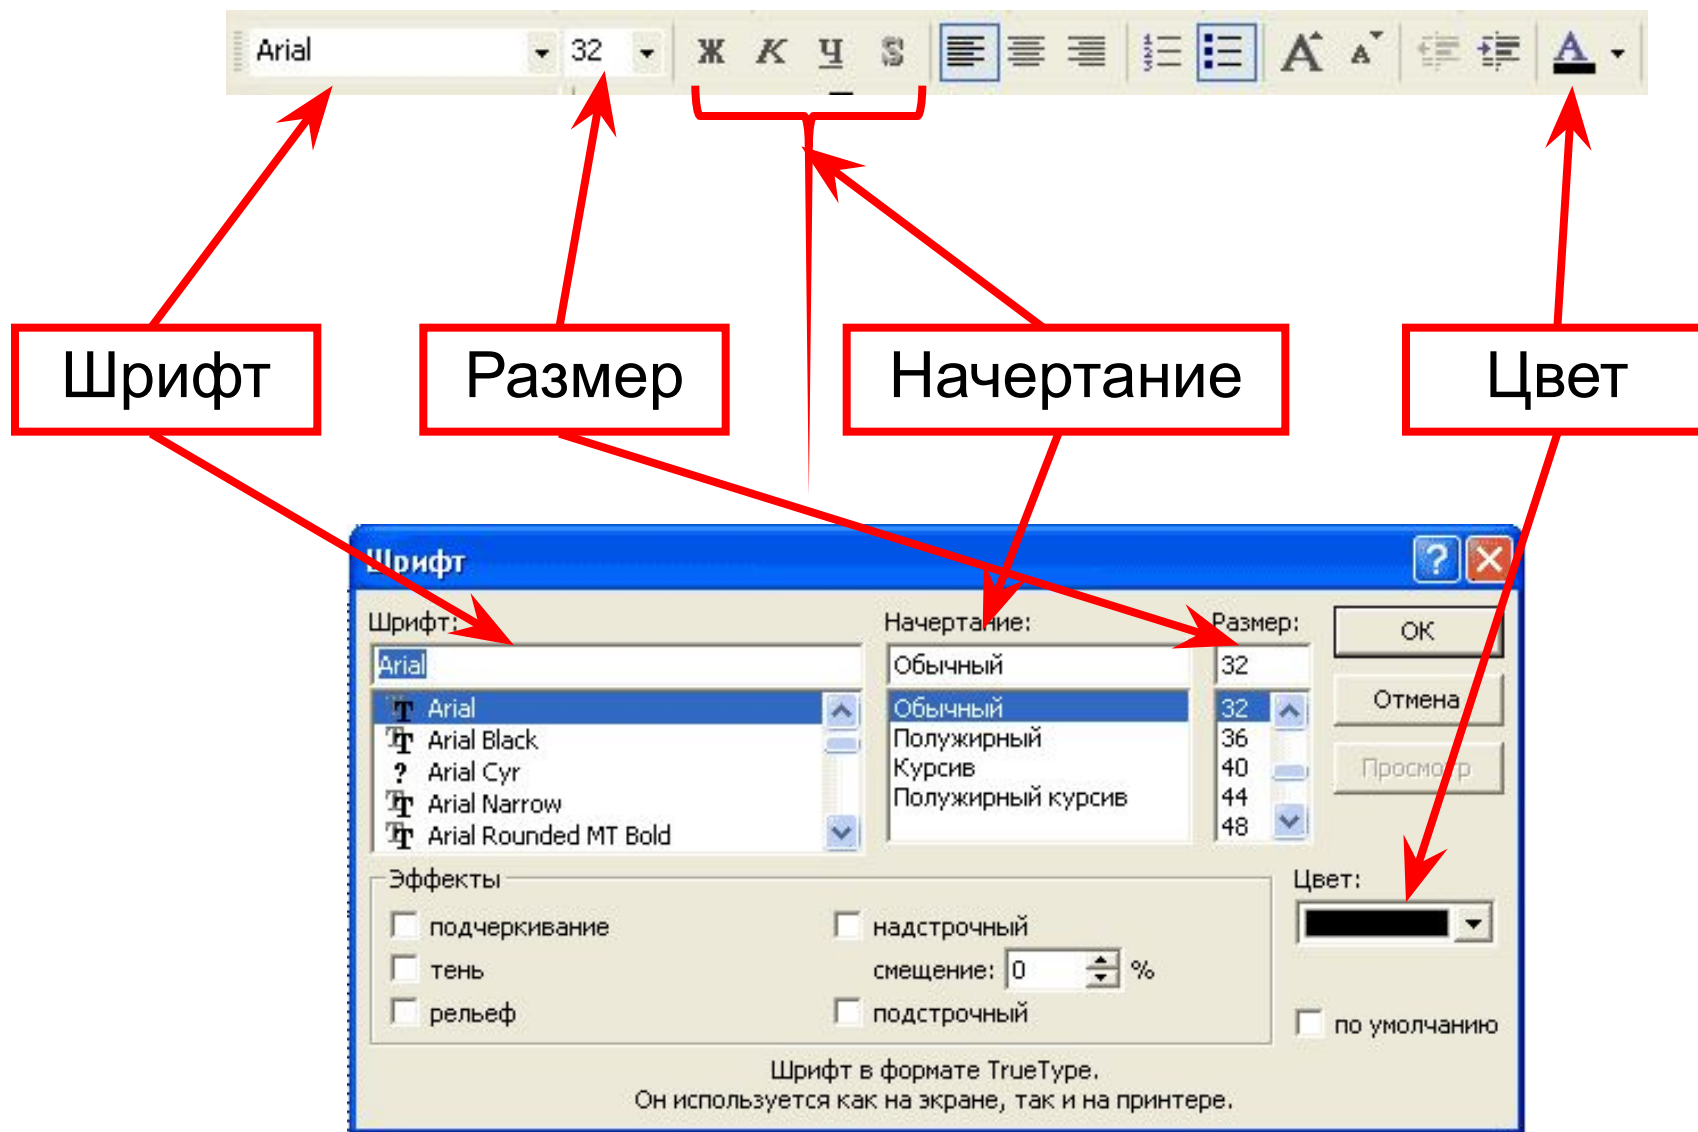 Arial 32 Ж К Ч S
Шрифт Размер Начертание Цвет
Шрифт
Шрифт: Начертание: Размер: ОК
Arial Обычный 32
Arial Обычный 32 Отмена
Arial Black Полужирный 36
Arial Cyr Курсив 40 Просмотр
Arial Narrow Полужирный курсив 44
Arial Rounded MT Bold 48
Эффекты Цвет:
подчеркивание надстрочный
тень смещение: 0 %
рельеф подстрочный по умолчанию
Шрифт в формате TrueType.
Он используется как на экране, так и на принтере.